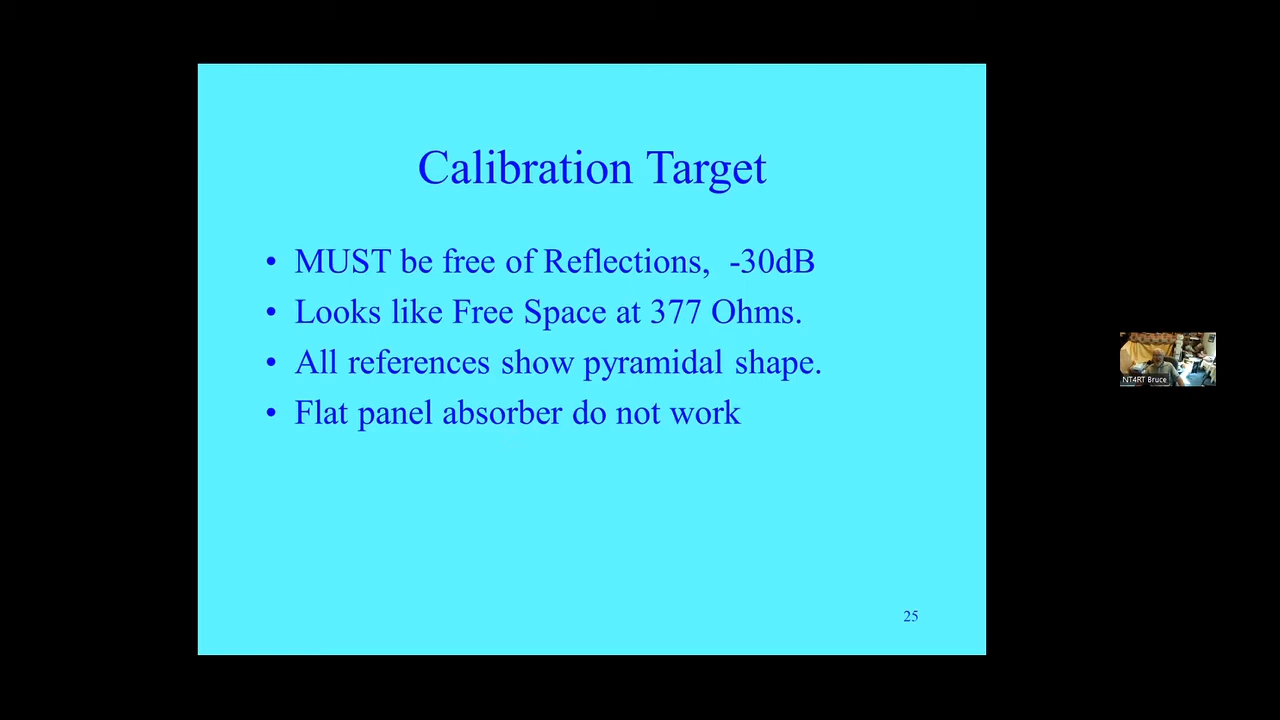 Calibration Target
• MUST be free of Reflections, -30dB
• Looks like Free Space at 377 Ohms.
• All references show pyramidal shape.
• Flat panel absorber do not work
NT4RT Bruce
25